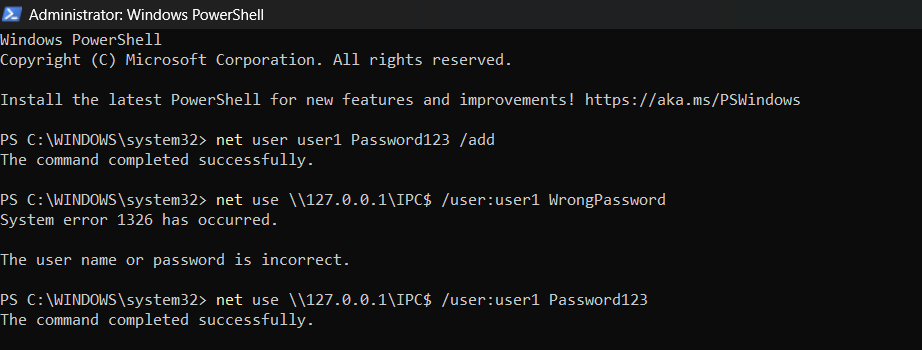 Administrator: Windows PowerShell
Windows PowerShell
Copyright (C) Microsoft Corporation. All rights reserved.
Install the latest PowerShell for new features and improvements! https://aka.ms/PSWindows
PS C:\WINDOWS\system32> net user user1 Password123 /add
The command completed successfully.
PS C:\WINDOWS\system32> net use \\127.0.0.1\IPC$ /user:user1 WrongPassword
System error 1326 has occurred.
The user name or password is incorrect.
PS C:\WINDOWS\system32> net use \\127.0.0.1\IPC$ /user:user1 Password123
The command completed successfully.